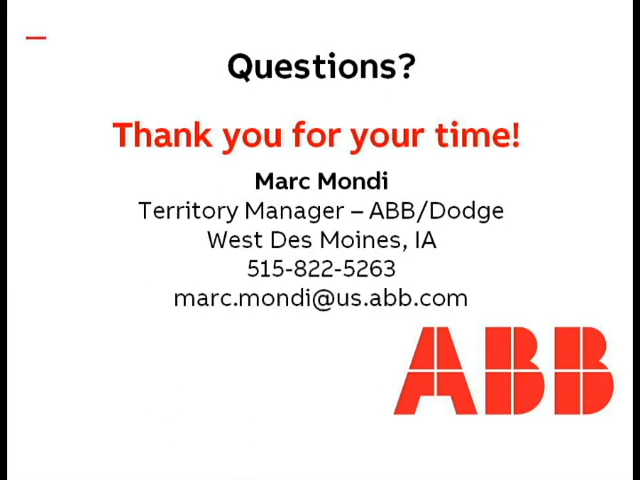 Questions?
Thank you for your time!
Marc Mondi
Territory Manager – ABB/Dodge
West Des Moines, IA
515-822-5263
marc.mondi@us.abb.com
ABB